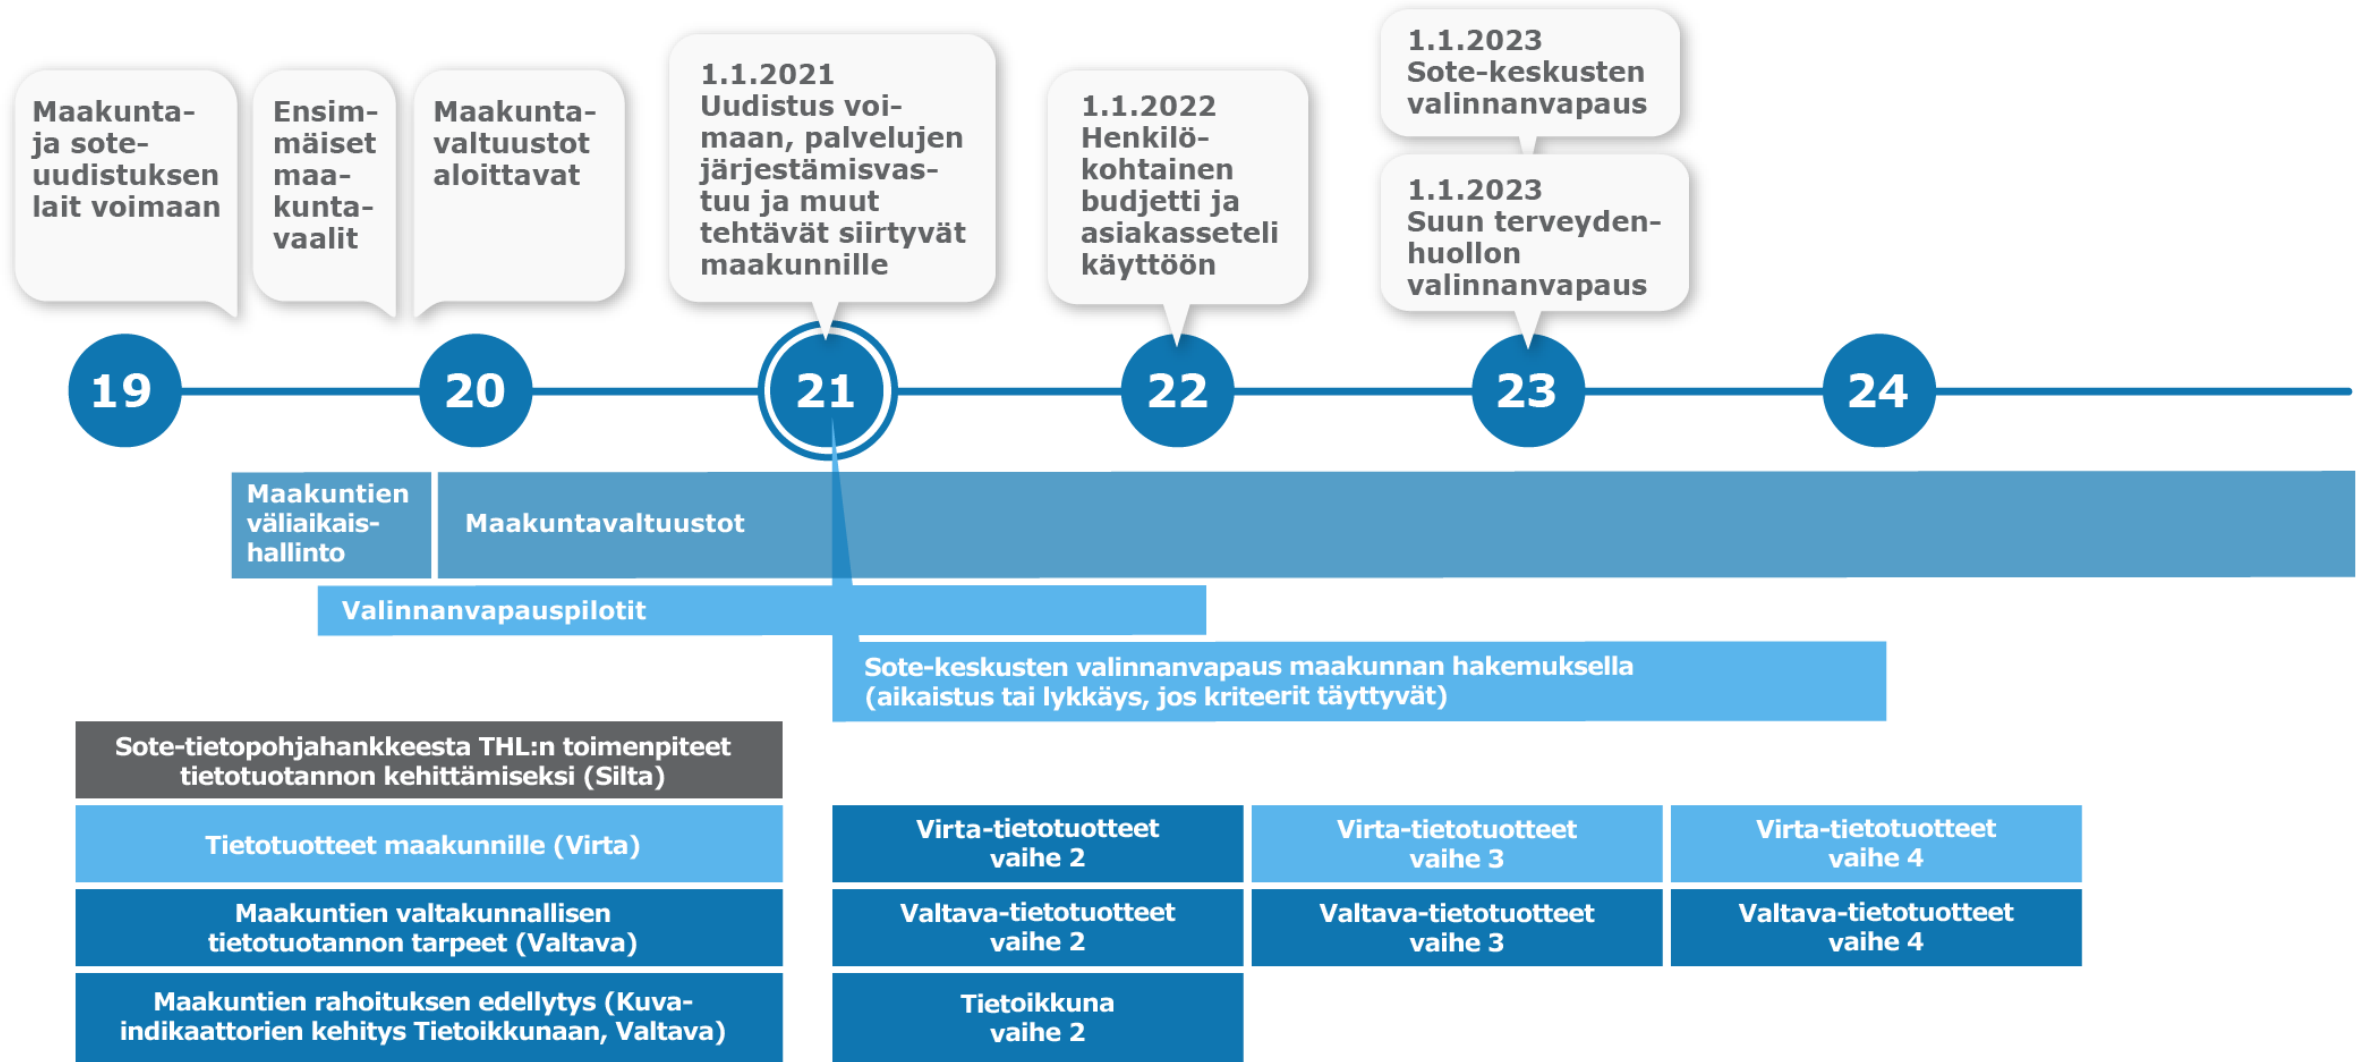 Maakunta-
ja sote-
uudistuksen
lait voimaan
Ensim-
mäiset
maa-
kunta-
vaalit
Maakunta-
valtuustot
aloittavat
1.1.2021
Uudistus voi-
maan, palvelujen
järjestämisvas-
tuu ja muut
tehtävät siirtyvät
maakunnille
1.1.2022
Henkilö-
kohtainen
budjetti ja
asiakasseteli
käyttöön
1.1.2023
Sote-keskusten
valinnanvapaus
1.1.2023
Suun terveyden-
huollon
valinnanvapaus
19
20
21
22
23
24
Maakuntien
väliaikais-
hallinto
Maakuntavaltuustot
Valinnanvapauspilotit
Sote-keskusten valinnanvapaus maakunnan hakemuksella
(aikaistus tai lykkäys, jos kriteerit täyttyvät)
Sote-tietopohjahankkeesta THL:n toimenpiteet
tietotuotannon kehittämiseksi (Silta)
Tietotuotteet maakunnille (Virta)
Virta-tietotuotteet
vaihe 2
Virta-tietotuotteet
vaihe 3
Virta-tietotuotteet
vaihe 4
Maakuntien valtakunnallisen
tietotuotannon tarpeet (Valtava)
Valtava-tietotuotteet
vaihe 2
Valtava-tietotuotteet
vaihe 3
Valtava-tietotuotteet
vaihe 4
Maakuntien rahoituksen edellytys (Kuva-
indikaattorien kehitys Tietoikkunaan, Valtava)
Tietoikkuna
vaihe 2